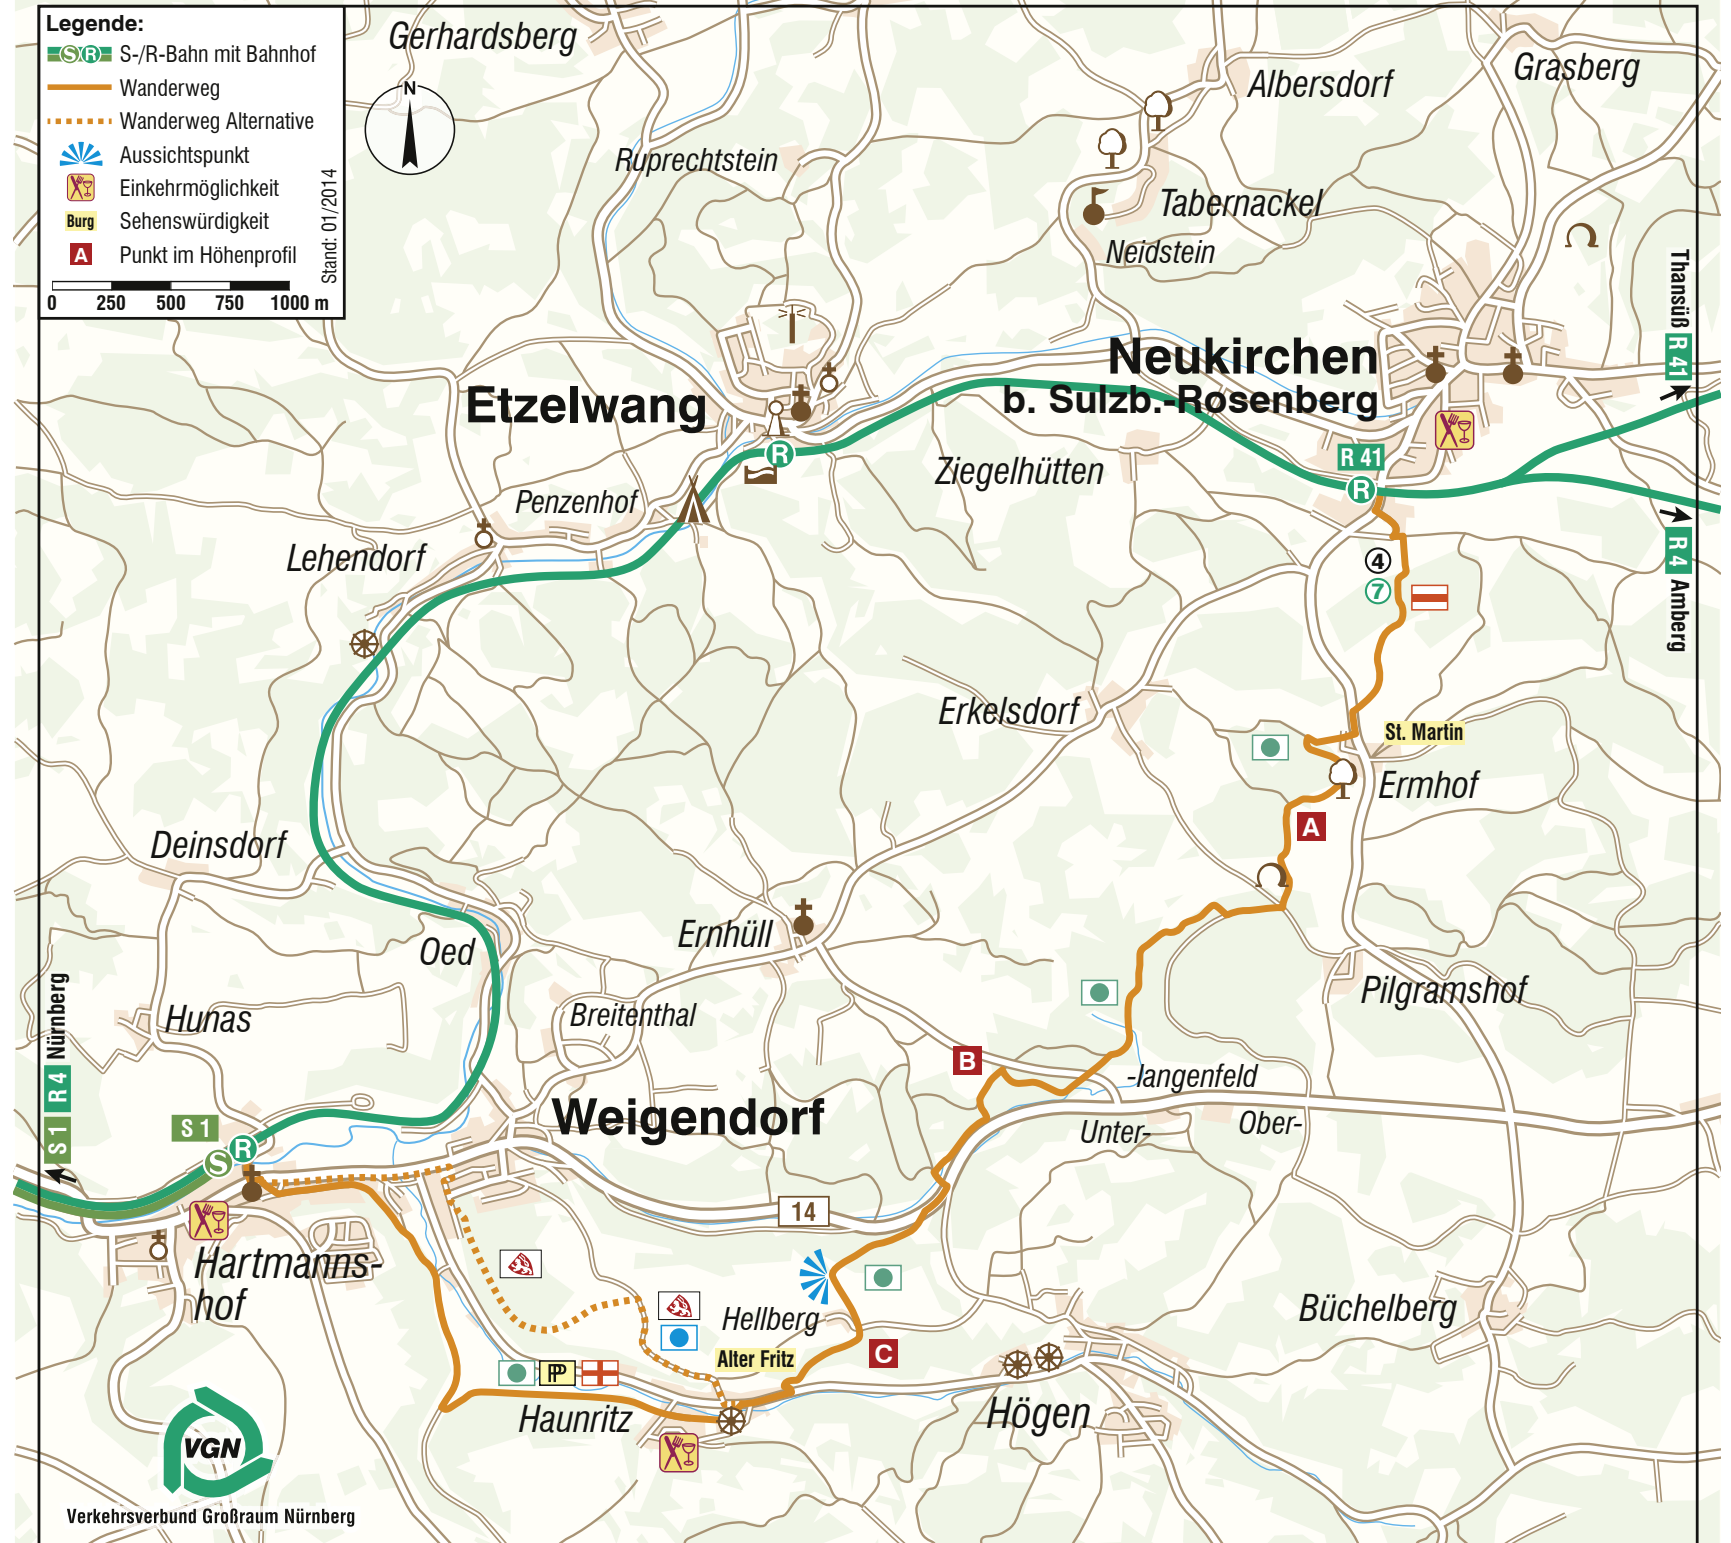 Legende:
S R S-/R-Bahn mit Bahnhof
Wanderweg
Wanderweg Alternative
Aussichtspunkt
Einkehrmöglichkeit
Burg Sehenswürdigkeit
A Punkt im Höhenprofil
0 250 500 750 1000 m
Stand: 01/2014
N
Gerhardsberg
Grasberg
Albersdorf
Ruprechtstein
Tabernackel
Neidstein
Thansüß R 41
Neukirchen
b. Sulzb.-Rosenberg
Etzelwang
R
R 41
R
Ziegelhütten
Penzenhof
Lehendorf
R 4 Amberg
4
7
Erkelsdorf
St. Martin
Ermhof
A
Deinsdorf
Ernhüll
Oed
Pilgramshof
Hunas
Breitenthal
B
-langenfeld
Unter-
Ober-
S 1 R 4 Nürnberg
S 1
R
S
Weigendorf
14
Hartmanns-
hof
Hellberg
Büchelberg
Alter Fritz
C
PP
Haunritz
Högen
VGN
Verkehrsverbund Großraum Nürnberg